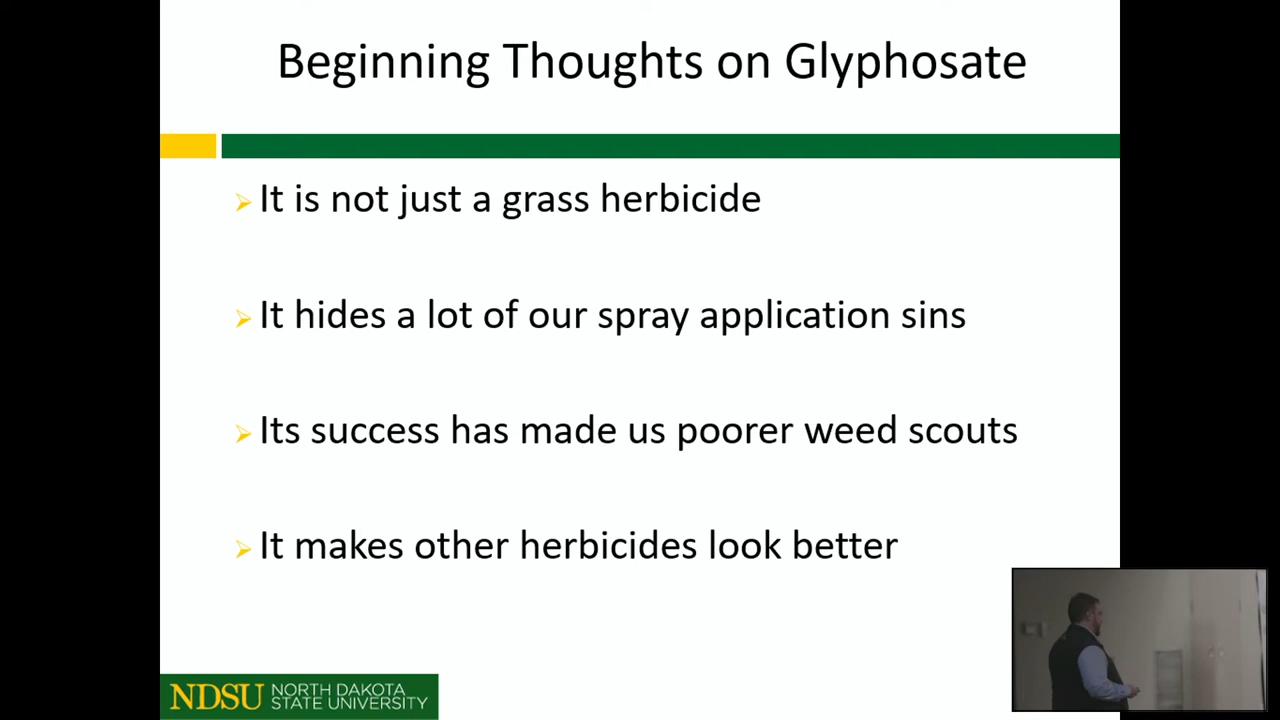 Beginning Thoughts on Glyphosate
It is not just a grass herbicide
It hides a lot of our spray application sins
Its success has made us poorer weed scouts
It makes other herbicides look better
NDSU NORTH DAKOTA
STATE UNIVERSITY